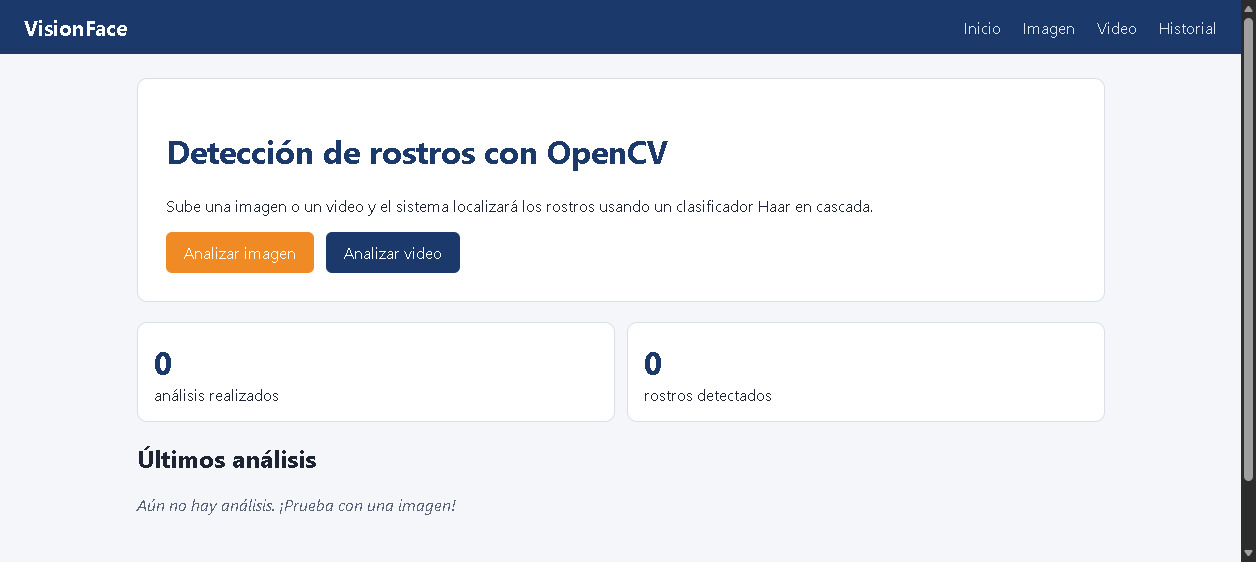 VisionFace
Inicio Imagen Video Historial
Detección de rostros con OpenCV
Sube una imagen o un video y el sistema localizará los rostros usando un clasificador Haar en cascada.
Analizar imagen Analizar video
0
análisis realizados
0
rostros detectados
Últimos análisis
Aún no hay análisis. ¡Prueba con una imagen!